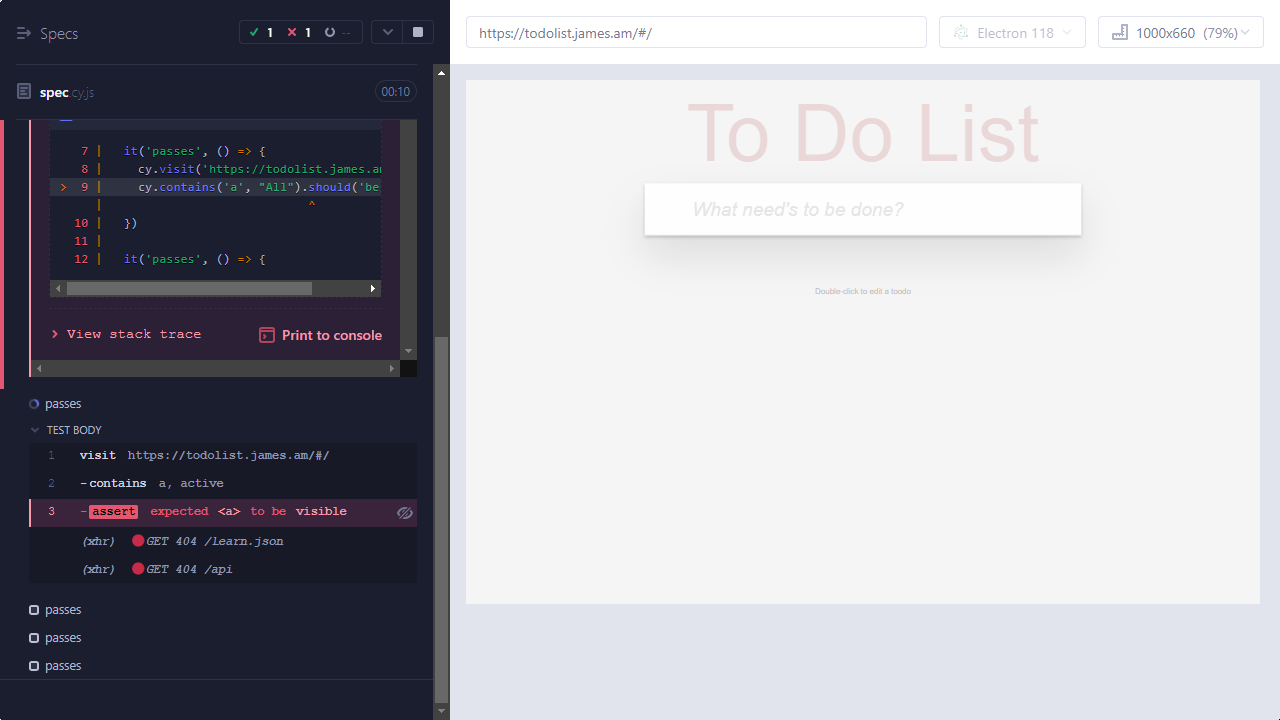 Specs
1 1 --
spec.cy.js 00:10
7 | it('passes', () => {
8 | cy.visit('https://todolist.james.am
> 9 | cy.contains('a', "All").should('be
| ^
10 | })
11 |
12 | it('passes', () => {
> View stack trace Print to console
passes
TEST BODY
1 visit https://todolist.james.am/#/
2 -contains a, active
3 -assert expected <a> to be visible
(xhr) GET 404 /learn.json
(xhr) GET 404 /api
passes
passes
passes
https://todolist.james.am/#/ Electron 118 1000x660 (79%)
To Do List
What need's to be done?
Double-click to edit a toodo